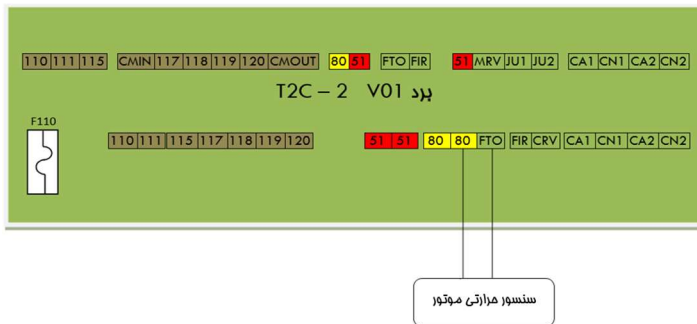 110 111 115 CMIN 117 118 119 120 CMOUT 80 51 FTO FIR 51 MRV JU1 JU2 CA1 CN1 CA2 CN2
برد T2C – 2 V01
F110
110 111 115 117 118 119 120 51 51 80 80 FTO FIR CRV CA1 CN1 CA2 CN2
سنسور حرارتی موتور